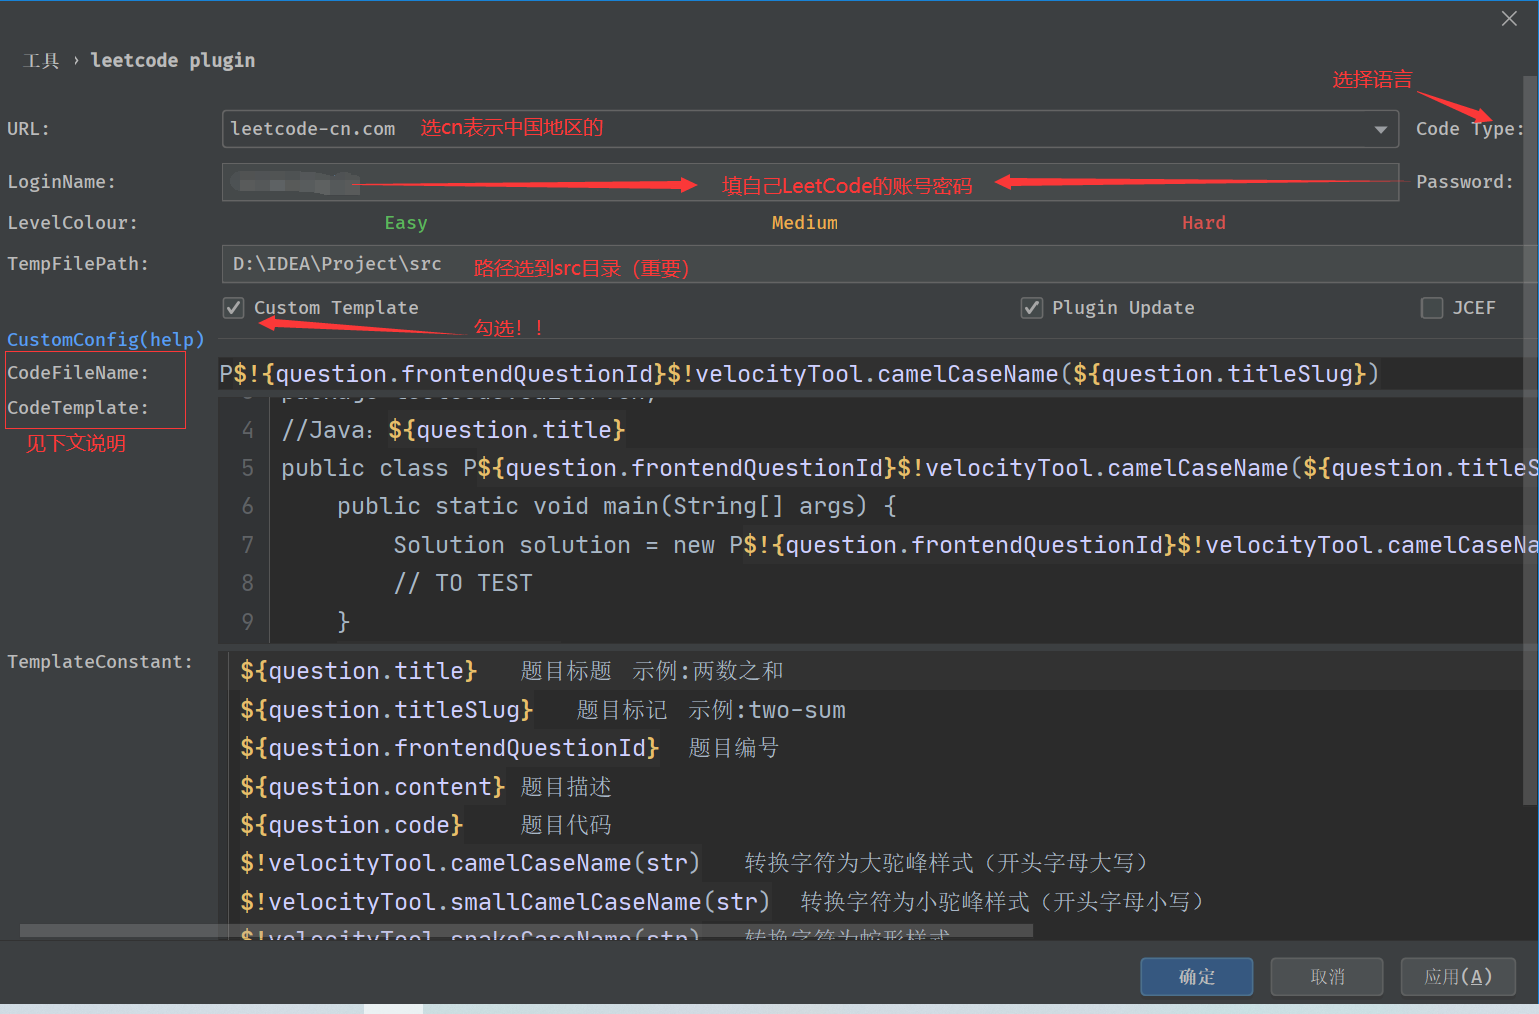 工具 › leetcode plugin
选择语言
URL: leetcode-cn.com 选cn表示中国地区的 Code Type:
LoginName: 填自己LeetCode的账号密码 Password:
LevelColour: Easy Medium Hard
TempFilePath: D:\IDEA\Project\src 路径选到src目录（重要）
Custom Template Plugin Update JCEF
勾选！！
CustomConfig(help)
CodeFileName: P$!{question.frontendQuestionId}$!velocityTool.camelCaseName(${question.titleSlug})
CodeTemplate:
见下文说明
4 //Java：${question.title}
5 public class P${question.frontendQuestionId}$!velocityTool.camelCaseName(${question.titleS
6 public static void main(String[] args) {
7 Solution solution = new P$!{question.frontendQuestionId}$!velocityTool.camelCaseNa
8 // TO TEST
9 }
TemplateConstant:
${question.title} 题目标题 示例:两数之和
${question.titleSlug} 题目标记 示例:two-sum
${question.frontendQuestionId} 题目编号
${question.content} 题目描述
${question.code} 题目代码
$!velocityTool.camelCaseName(str) 转换字符为大驼峰样式（开头字母大写）
$!velocityTool.smallCamelCaseName(str) 转换字符为小驼峰样式（开头字母小写）
$!velocityTool.snakeCaseName(str) 转换字符为蛇形样式
确定 取消 应用(A)